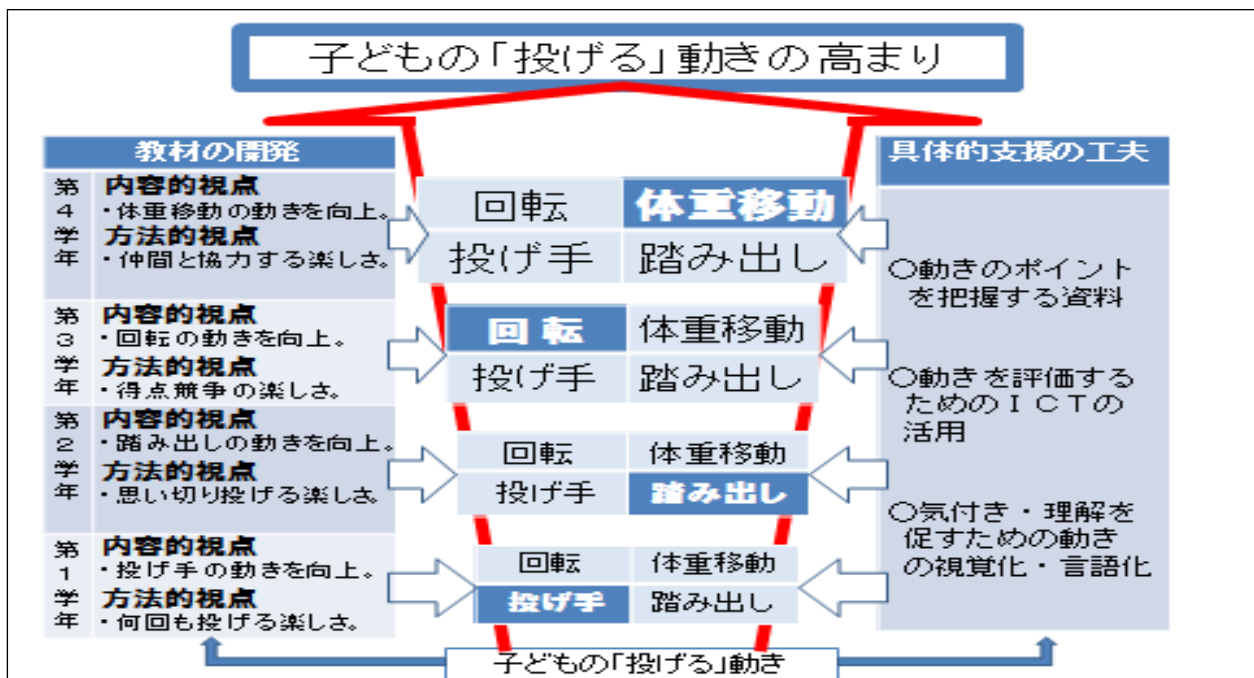 子どもの「投げる」動きの高まり
教材の開発
第4学年
内容的視点
・体重移動の動きを向上。
方法的視点
・仲間と協力する楽しさ。
第3学年
内容的視点
・回転の動きを向上。
方法的視点
・得点競争の楽しさ。
第2学年
内容的視点
・踏み出しの動きを向上。
方法的視点
・思い切り投げる楽しさ。
第1学年
内容的視点
・投げ手の動きを向上。
方法的視点
・何回も投げる楽しさ。
回転 体重移動
投げ手 踏み出し
回転 体重移動
投げ手 踏み出し
回転 体重移動
投げ手 踏み出し
回転 体重移動
投げ手 踏み出し
具体的支援の工夫
○動きのポイント
を把握する資料
○動きを評価する
ためのICTの
活用
○気付き・理解を
促すための動き
の視覚化・言語化
子どもの「投げる」動き